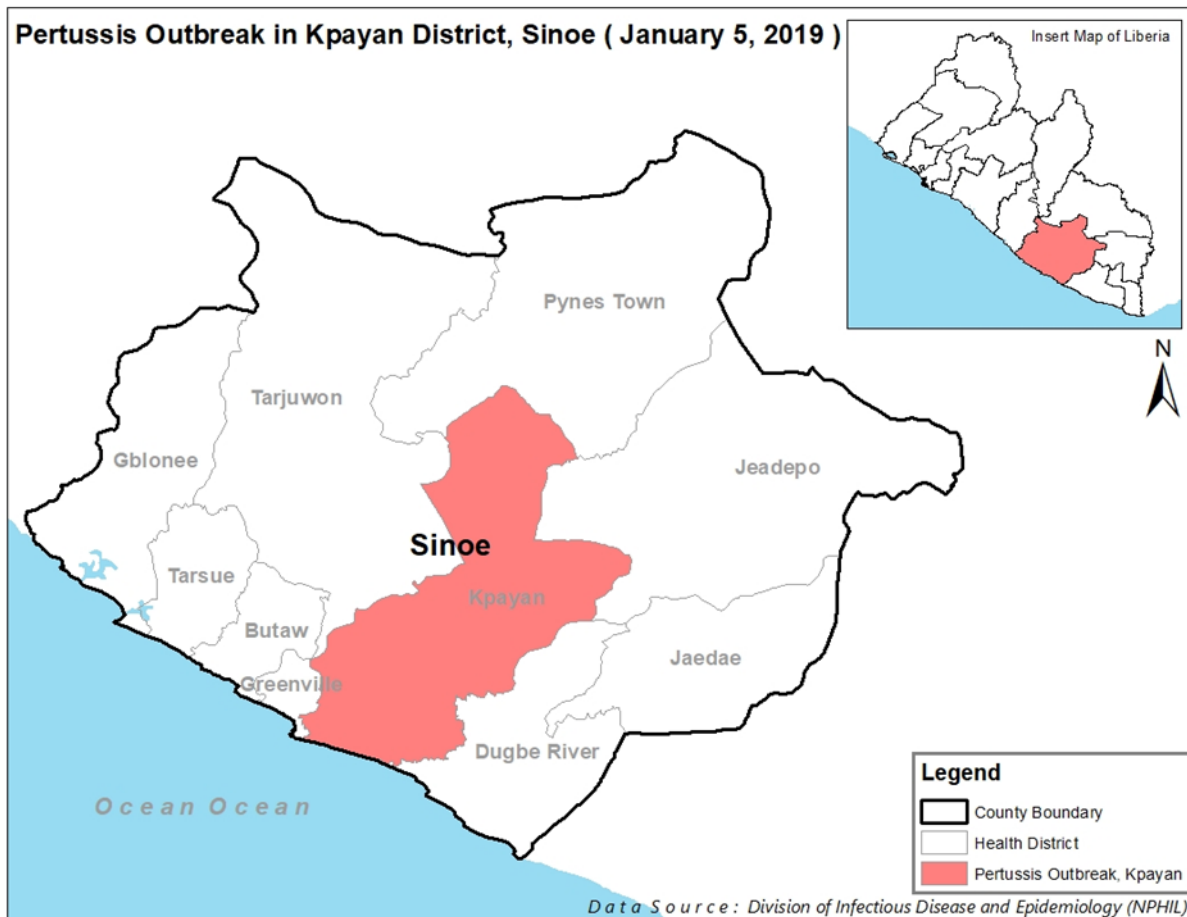 Pertussis Outbreak in Kpayan District, Sinoe ( January 5, 2019 )
Insert Map of Liberia
N
Pynes Town
Tarjuwon
Gblonee
Jeadepo
Sinoe
Tarsue
Kpayan
Butaw
Jaedae
Greenville
Dugbe River
Ocean Ocean
Legend
County Boundary
Health District
Pertussis Outbreak, Kpayan
Data Source: Division of Infectious Disease and Epidemiology (NPHIL)